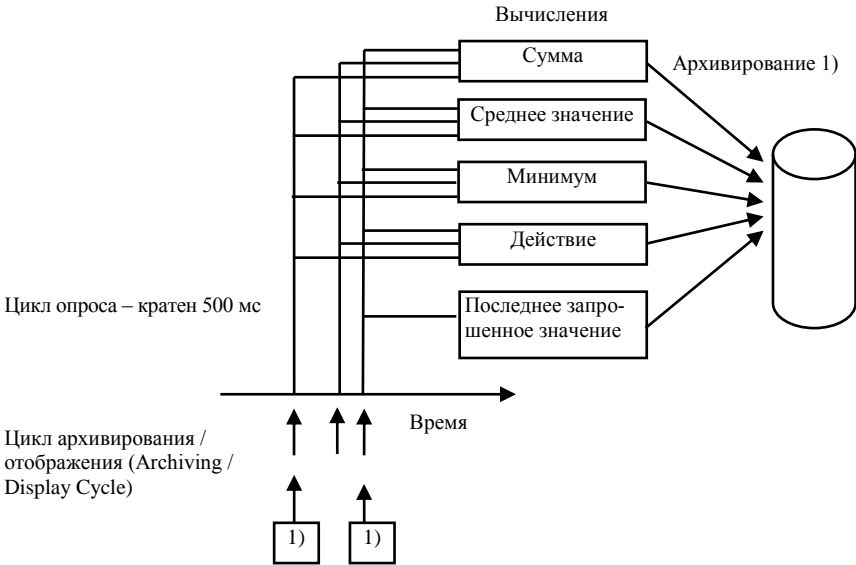 Вычисления
Сумма
Архивирование 1)
Среднее значение
Минимум
Действие
Цикл опроса – кратен 500 мс
Последнее запро-
шенное значение
Время
Цикл архивирования /
отображения (Archiving /
Display Cycle)
1)
1)